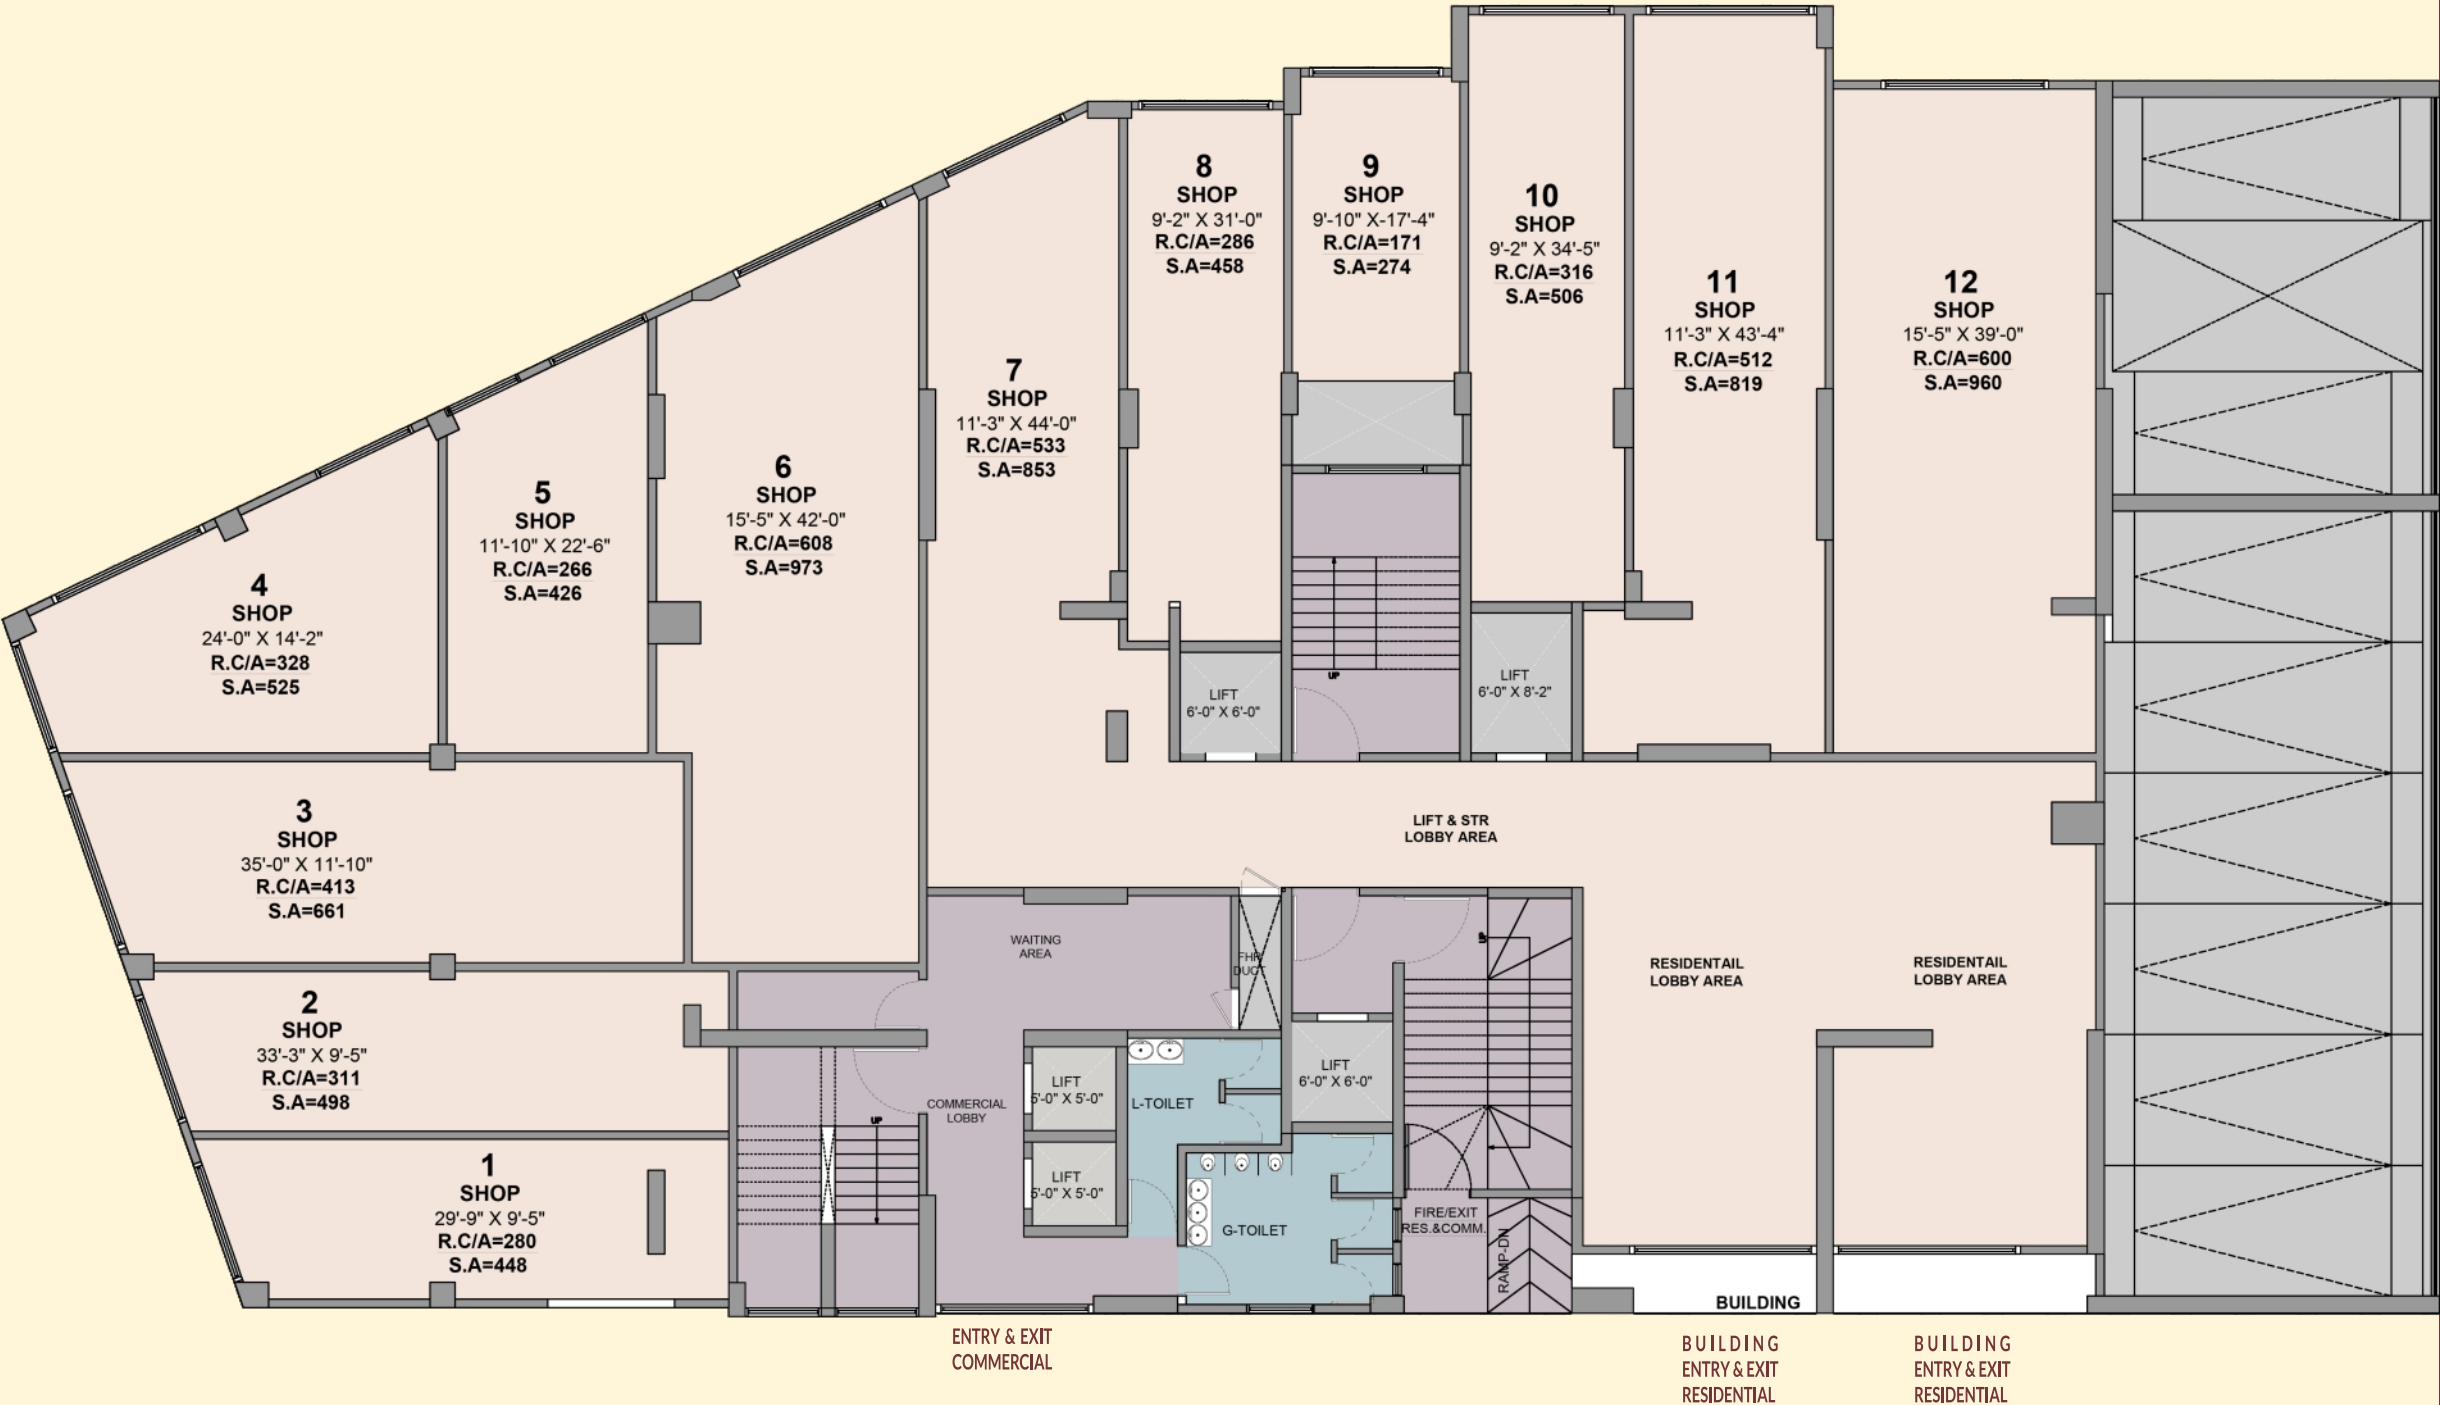 8
SHOP
9'-2" X 31'-0"
R.C/A=286
S.A=458
9
SHOP
9'-10" X-17'-4"
R.C/A=171
S.A=274
10
SHOP
9'-2" X 34'-5"
R.C/A=316
S.A=506
11
SHOP
11'-3" X 43'-4"
R.C/A=512
S.A=819
12
SHOP
15'-5" X 39'-0"
R.C/A=600
S.A=960
7
SHOP
11'-3" X 44'-0"
R.C/A=533
S.A=853
6
SHOP
15'-5" X 42'-0"
R.C/A=608
S.A=973
5
SHOP
11'-10" X 22'-6"
R.C/A=266
S.A=426
4
SHOP
24'-0" X 14'-2"
R.C/A=328
S.A=525
LIFT
6'-0" X 6'-0"
UP
LIFT
6'-0" X 8'-2"
3
SHOP
35'-0" X 11'-10"
R.C/A=413
S.A=661
LIFT & STR
LOBBY AREA
2
SHOP
33'-3" X 9'-5"
R.C/A=311
S.A=498
WAITING
AREA
FHR
DUCT
UP
RESIDENTAIL
LOBBY AREA
RESIDENTAIL
LOBBY AREA
1
SHOP
29'-9" X 9'-5"
R.C/A=280
S.A=448
UP
COMMERCIAL
LOBBY
LIFT
5'-0" X 5'-0"
L-TOILET
LIFT
6'-0" X 6'-0"
LIFT
5'-0" X 5'-0"
G-TOILET
FIRE/EXIT
RES.&COMM.
RAMP-DN
BUILDING
ENTRY & EXIT
COMMERCIAL
BUILDING
ENTRY & EXIT
RESIDENTIAL
BUILDING
ENTRY & EXIT
RESIDENTIAL